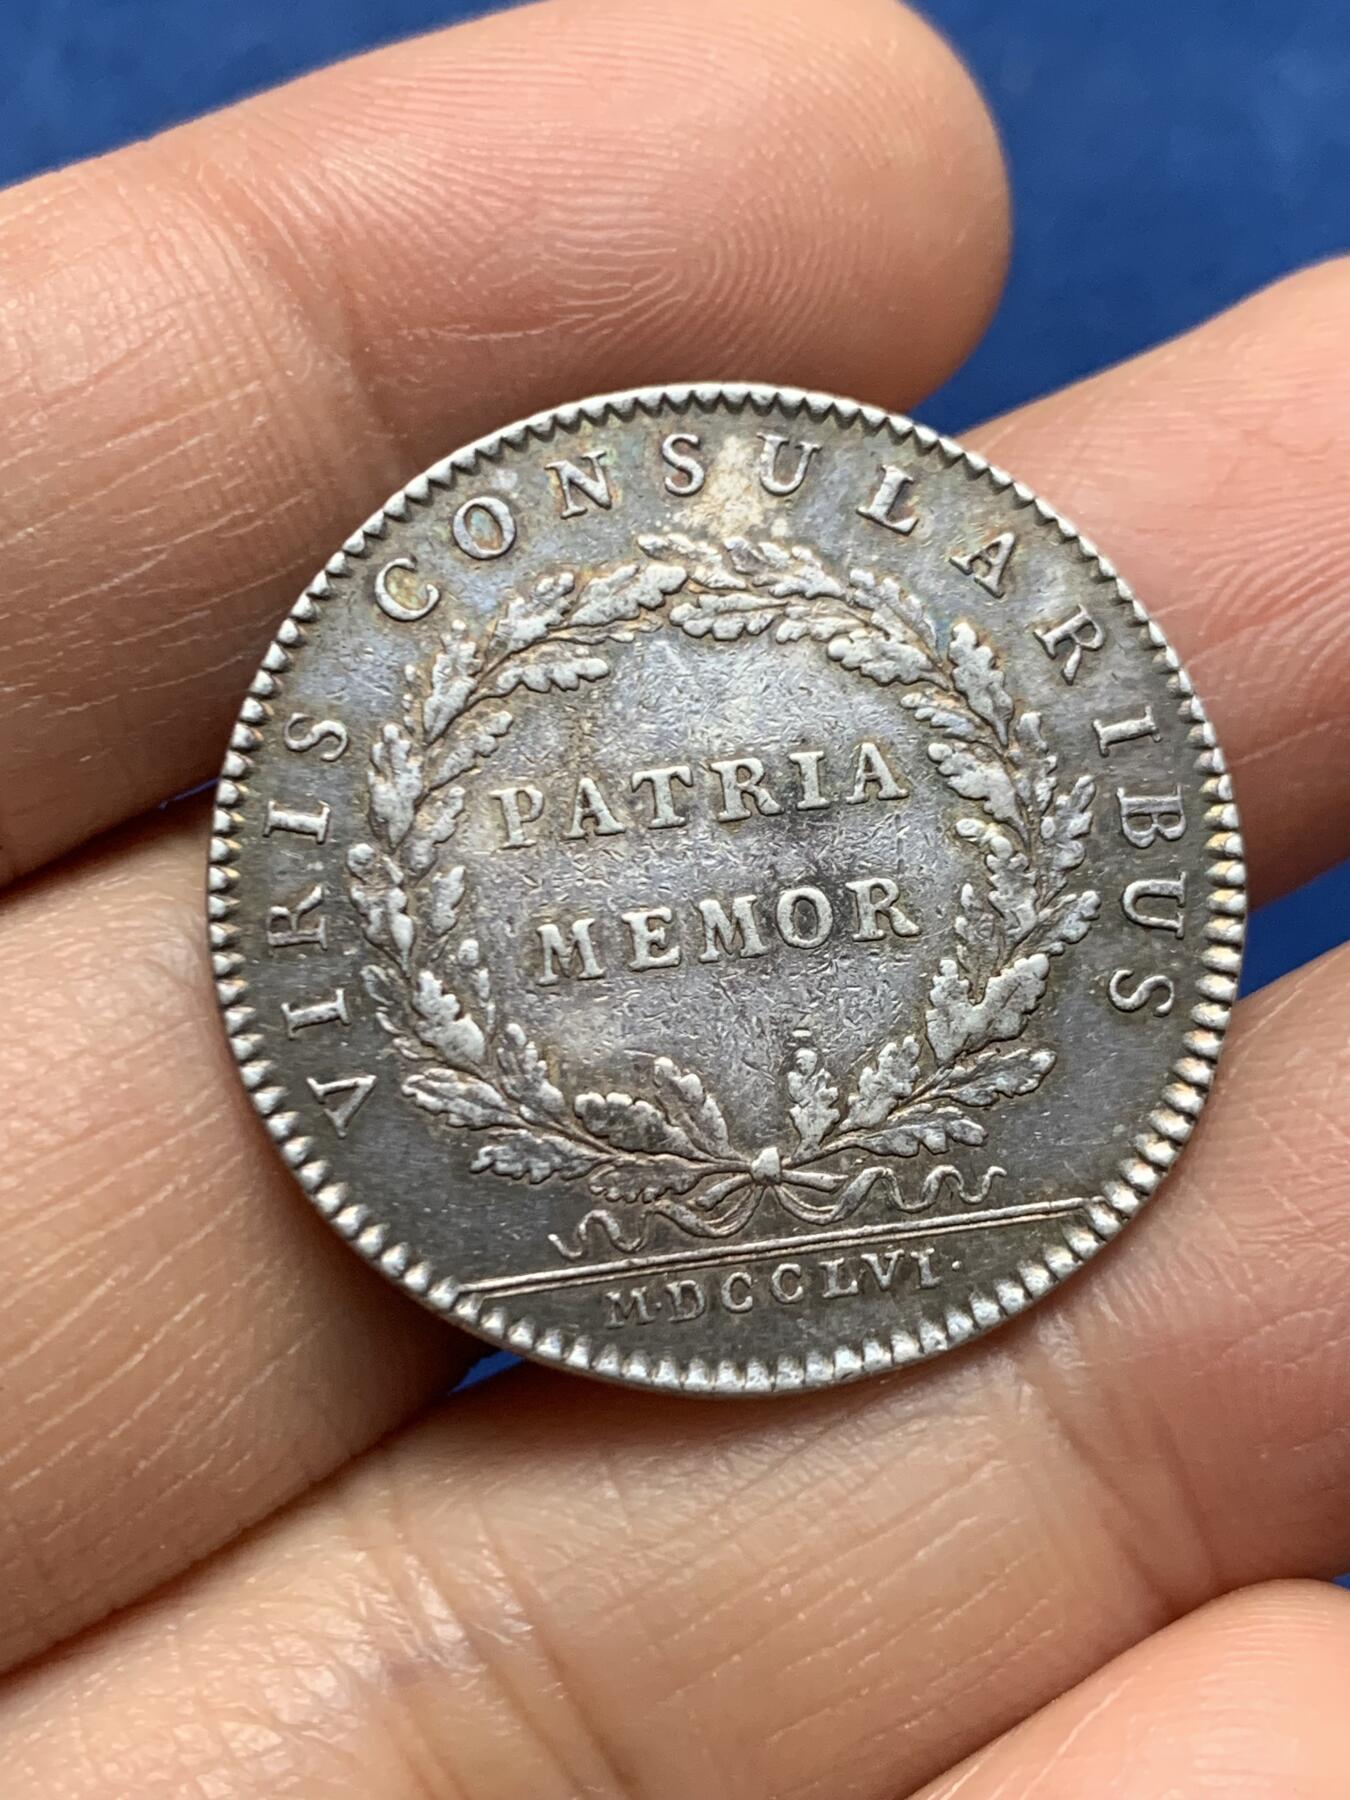 VIRIS CONSULARIBUS
PATRIA
MEMOR
M·DCCLVI·